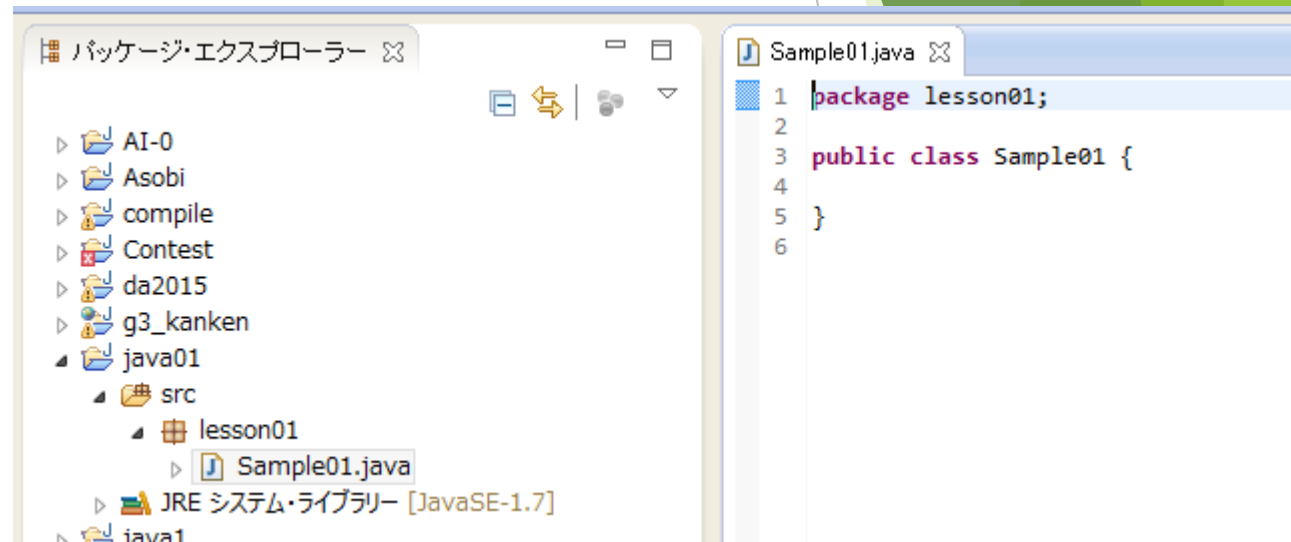 パッケージ・エクスプローラー
AI-0
Asobi
compile
Contest
da2015
g3_kanken
java01
src
lesson01
Sample01.java
JRE システム・ライブラリー [JavaSE-1.7]
java1
Sample01.java
1 package lesson01;
2
3 public class Sample01 {
4
5 }
6